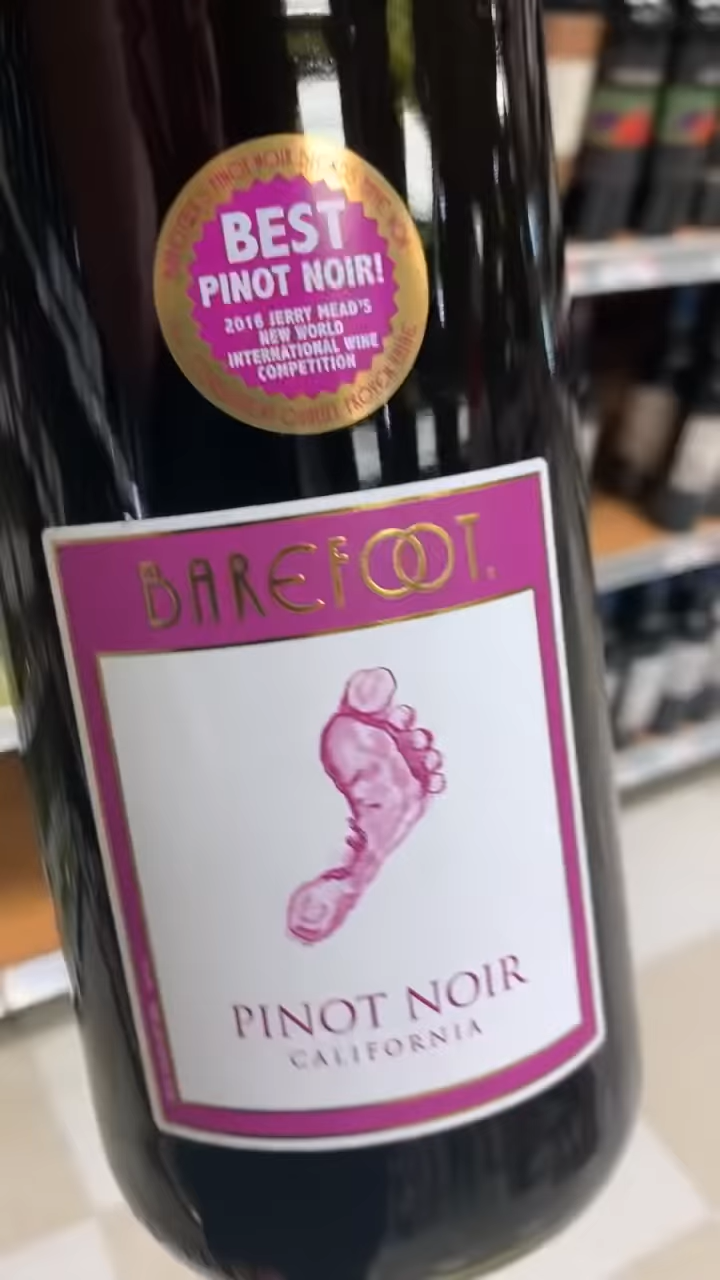 BEST
PINOT NOIR!
2016 JERRY MEAD'S
NEW WORLD
INTERNATIONAL WINE
COMPETITION
BAREFOOT
PINOT NOIR
CALIFORNIA